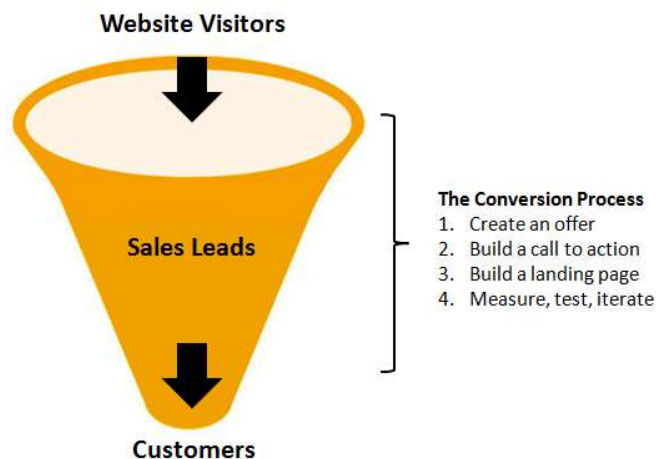 Website Visitors
Sales Leads
The Conversion Process
1. Create an offer
2. Build a call to action
3. Build a landing page
4. Measure, test, iterate
Customers